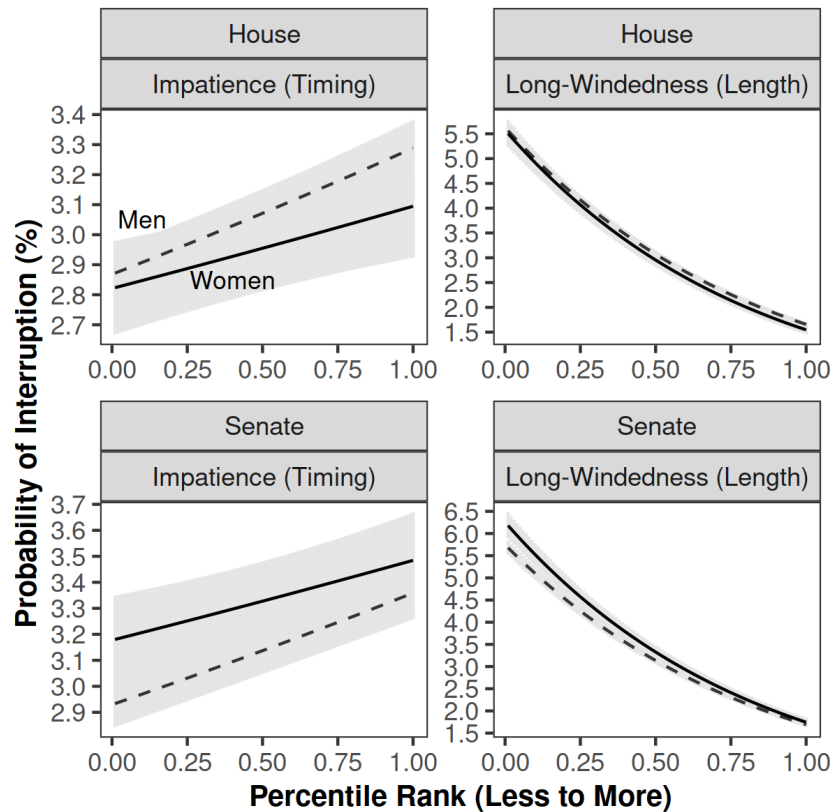 House
Impatience (Timing)
3.4
3.3
3.2
3.1
3.0
2.9
2.8
2.7
Men
Women
0.00 0.25 0.50 0.75 1.00
House
Long-Windedness (Length)
5.5
5.0
4.5
4.0
3.5
3.0
2.5
2.0
1.5
0.00 0.25 0.50 0.75 1.00
Senate
Impatience (Timing)
3.7
3.6
3.5
3.4
3.3
3.2
3.1
3.0
2.9
0.00 0.25 0.50 0.75 1.00
Senate
Long-Windedness (Length)
6.5
6.0
5.5
5.0
4.5
4.0
3.5
3.0
2.5
2.0
1.5
0.00 0.25 0.50 0.75 1.00
Probability of Interruption (%)
Percentile Rank (Less to More)